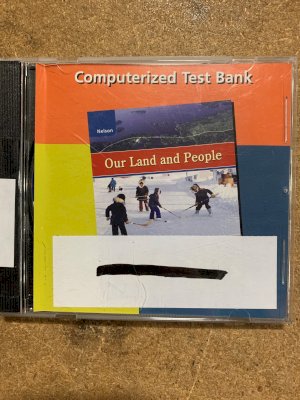 Computerized Test Bank
Nelson
Our Land and People